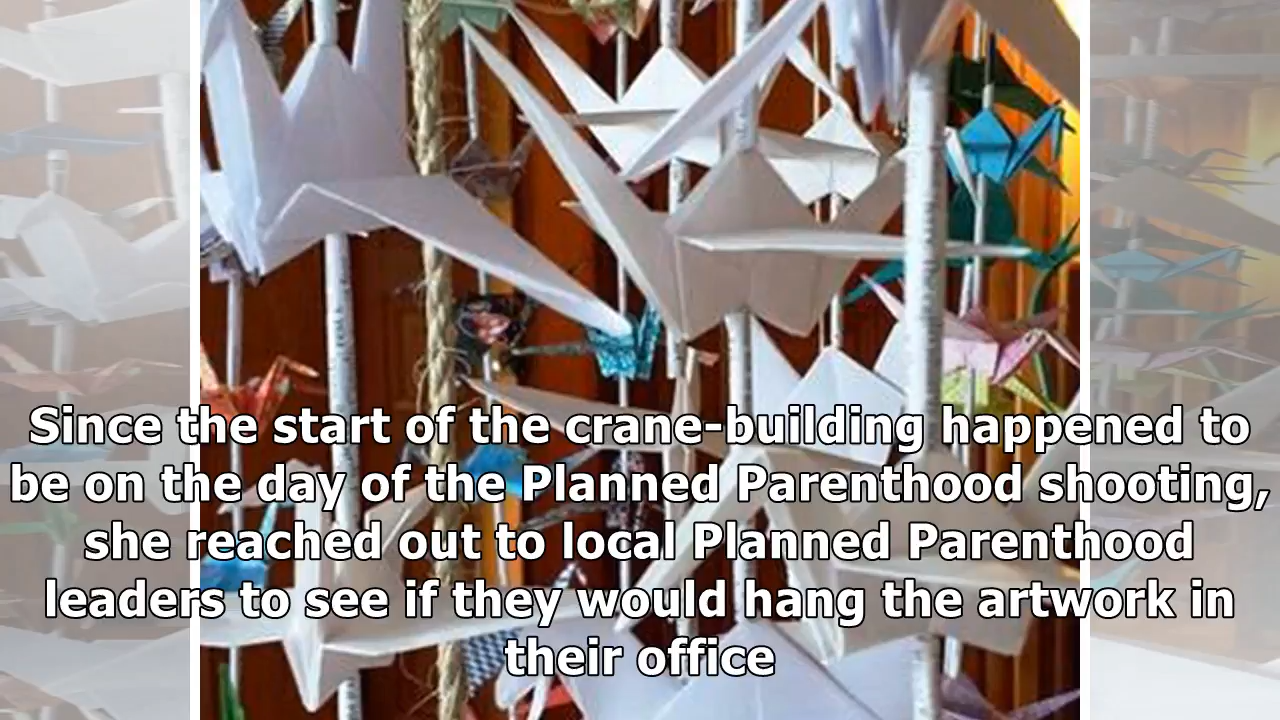 Since the start of the crane-building happened to
be on the day of the Planned Parenthood shooting,
she reached out to local Planned Parenthood
leaders to see if they would hang the artwork in
their office